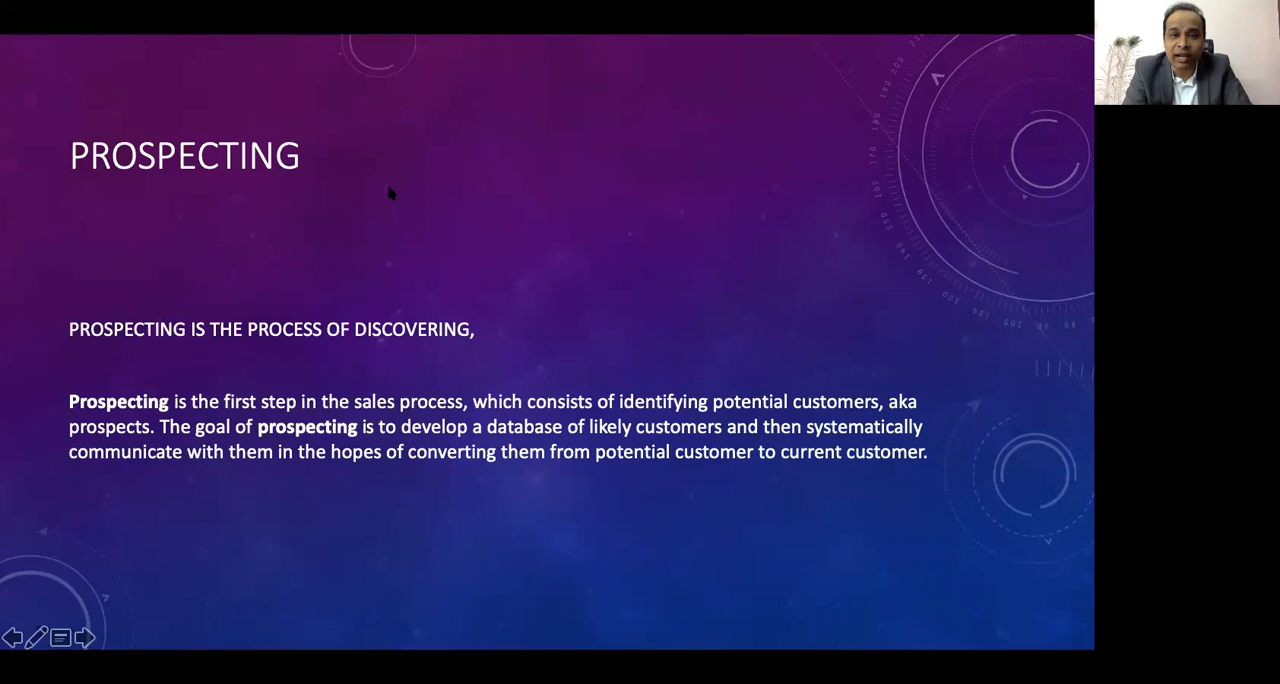 PROSPECTING
PROSPECTING IS THE PROCESS OF DISCOVERING,
Prospecting is the first step in the sales process, which consists of identifying potential customers, aka
prospects. The goal of prospecting is to develop a database of likely customers and then systematically
communicate with them in the hopes of converting them from potential customer to current customer.